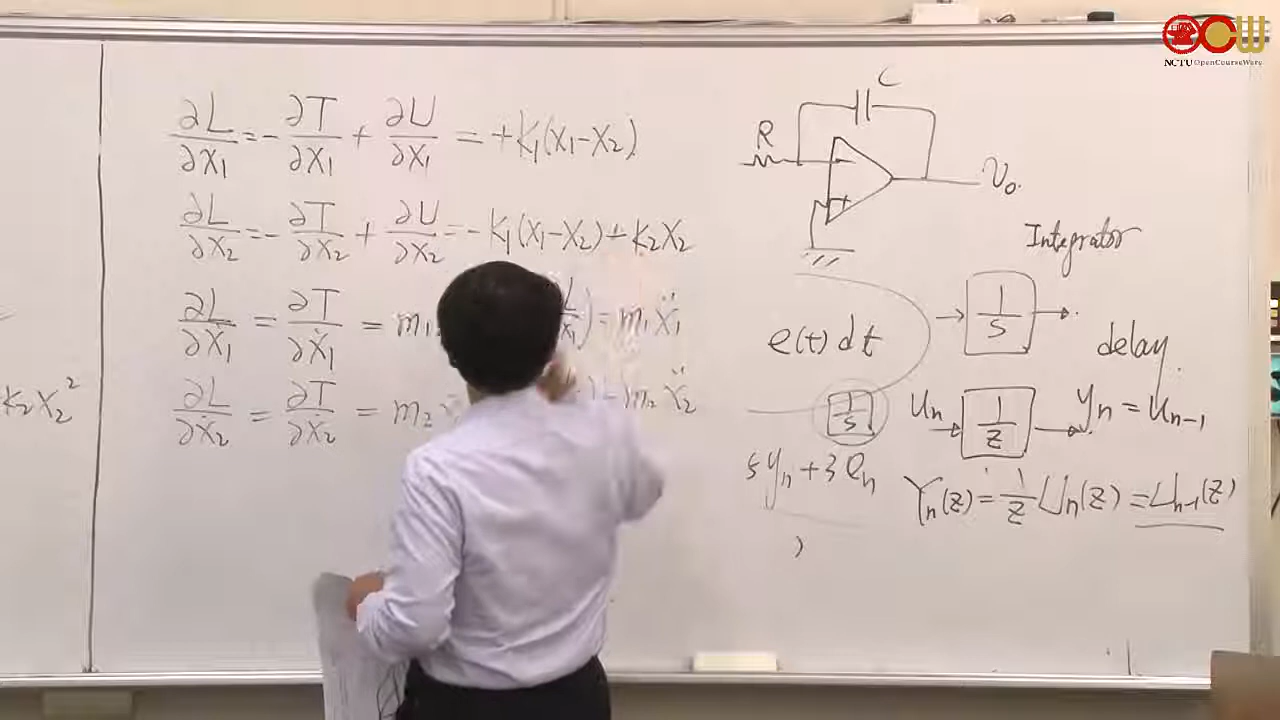 ∂L/∂x₁ = -∂T/∂x₁ + ∂U/∂x₁ = +k₁(x₁-x₂)
∂L/∂x₂ = -∂T/∂x₂ + ∂U/∂x₂ = -k₁(x₁-x₂)+k₂x₂
∂L/∂ẋ₁ = ∂T/∂ẋ₁ = m₁ ) = m₁ẍ₁
∂L/∂ẋ₂ = ∂T/∂ẋ₂ = m₂ ) = m₂ẍ₂
k₂x₂²
C
R
-
+
V₀.
Integrator
1/s
e(t)dt
delay
1/s
Uₙ 1/z yₙ = Uₙ₋₁
5yₙ+3eₙ
Yₙ(z) = 1/z Uₙ(z) = Uₙ₋₁(z)
)
OCW
NCTU OpenCourseWare